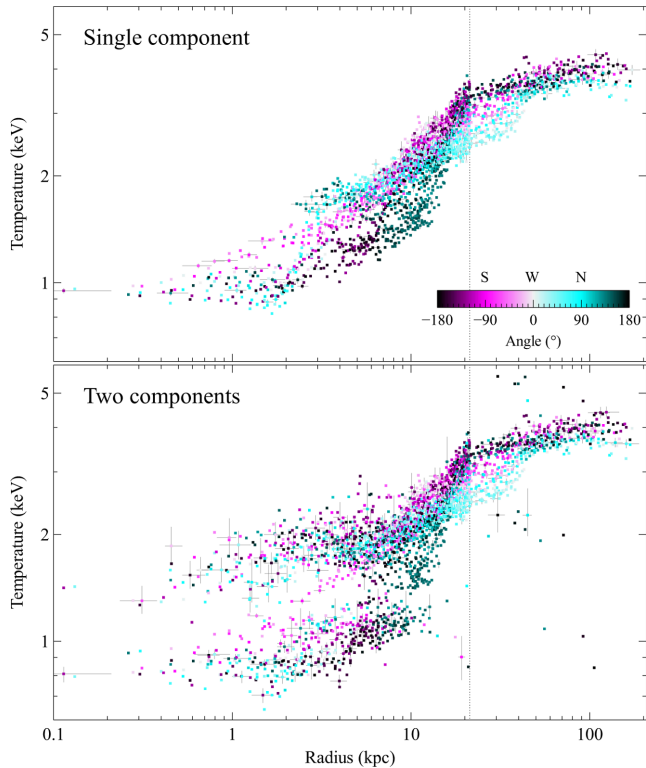 Single component
5
2
1
Temperature (keV)
S W N
−180 −90 0 90 180
Angle (°)
Two components
5
2
1
Temperature (keV)
0.1 1 10 100
Radius (kpc)